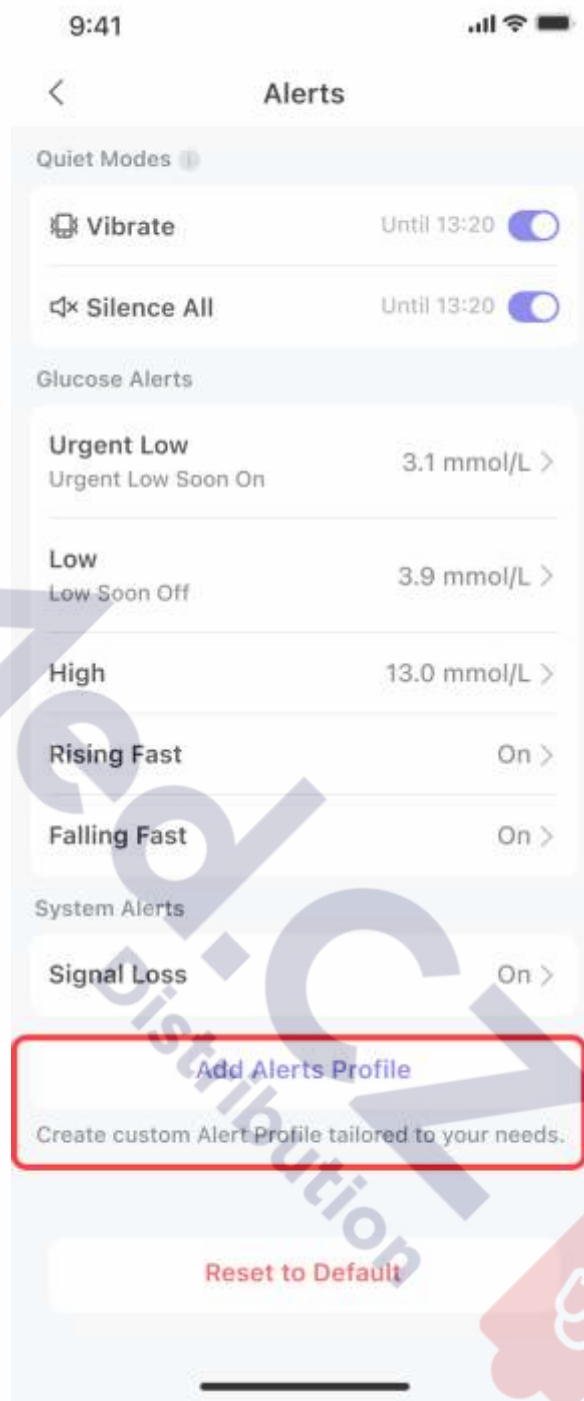 9:41
Alerts
Quiet Modes
Vibrate Until 13:20
Silence All Until 13:20
Glucose Alerts
Urgent Low 3.1 mmol/L >
Urgent Low Soon On
Low 3.9 mmol/L >
Low Soon Off
High 13.0 mmol/L >
Rising Fast On >
Falling Fast On >
System Alerts
Signal Loss On >
Add Alerts Profile
Create custom Alert Profile tailored to your needs.
Reset to Default
ed.CZ
Distribution